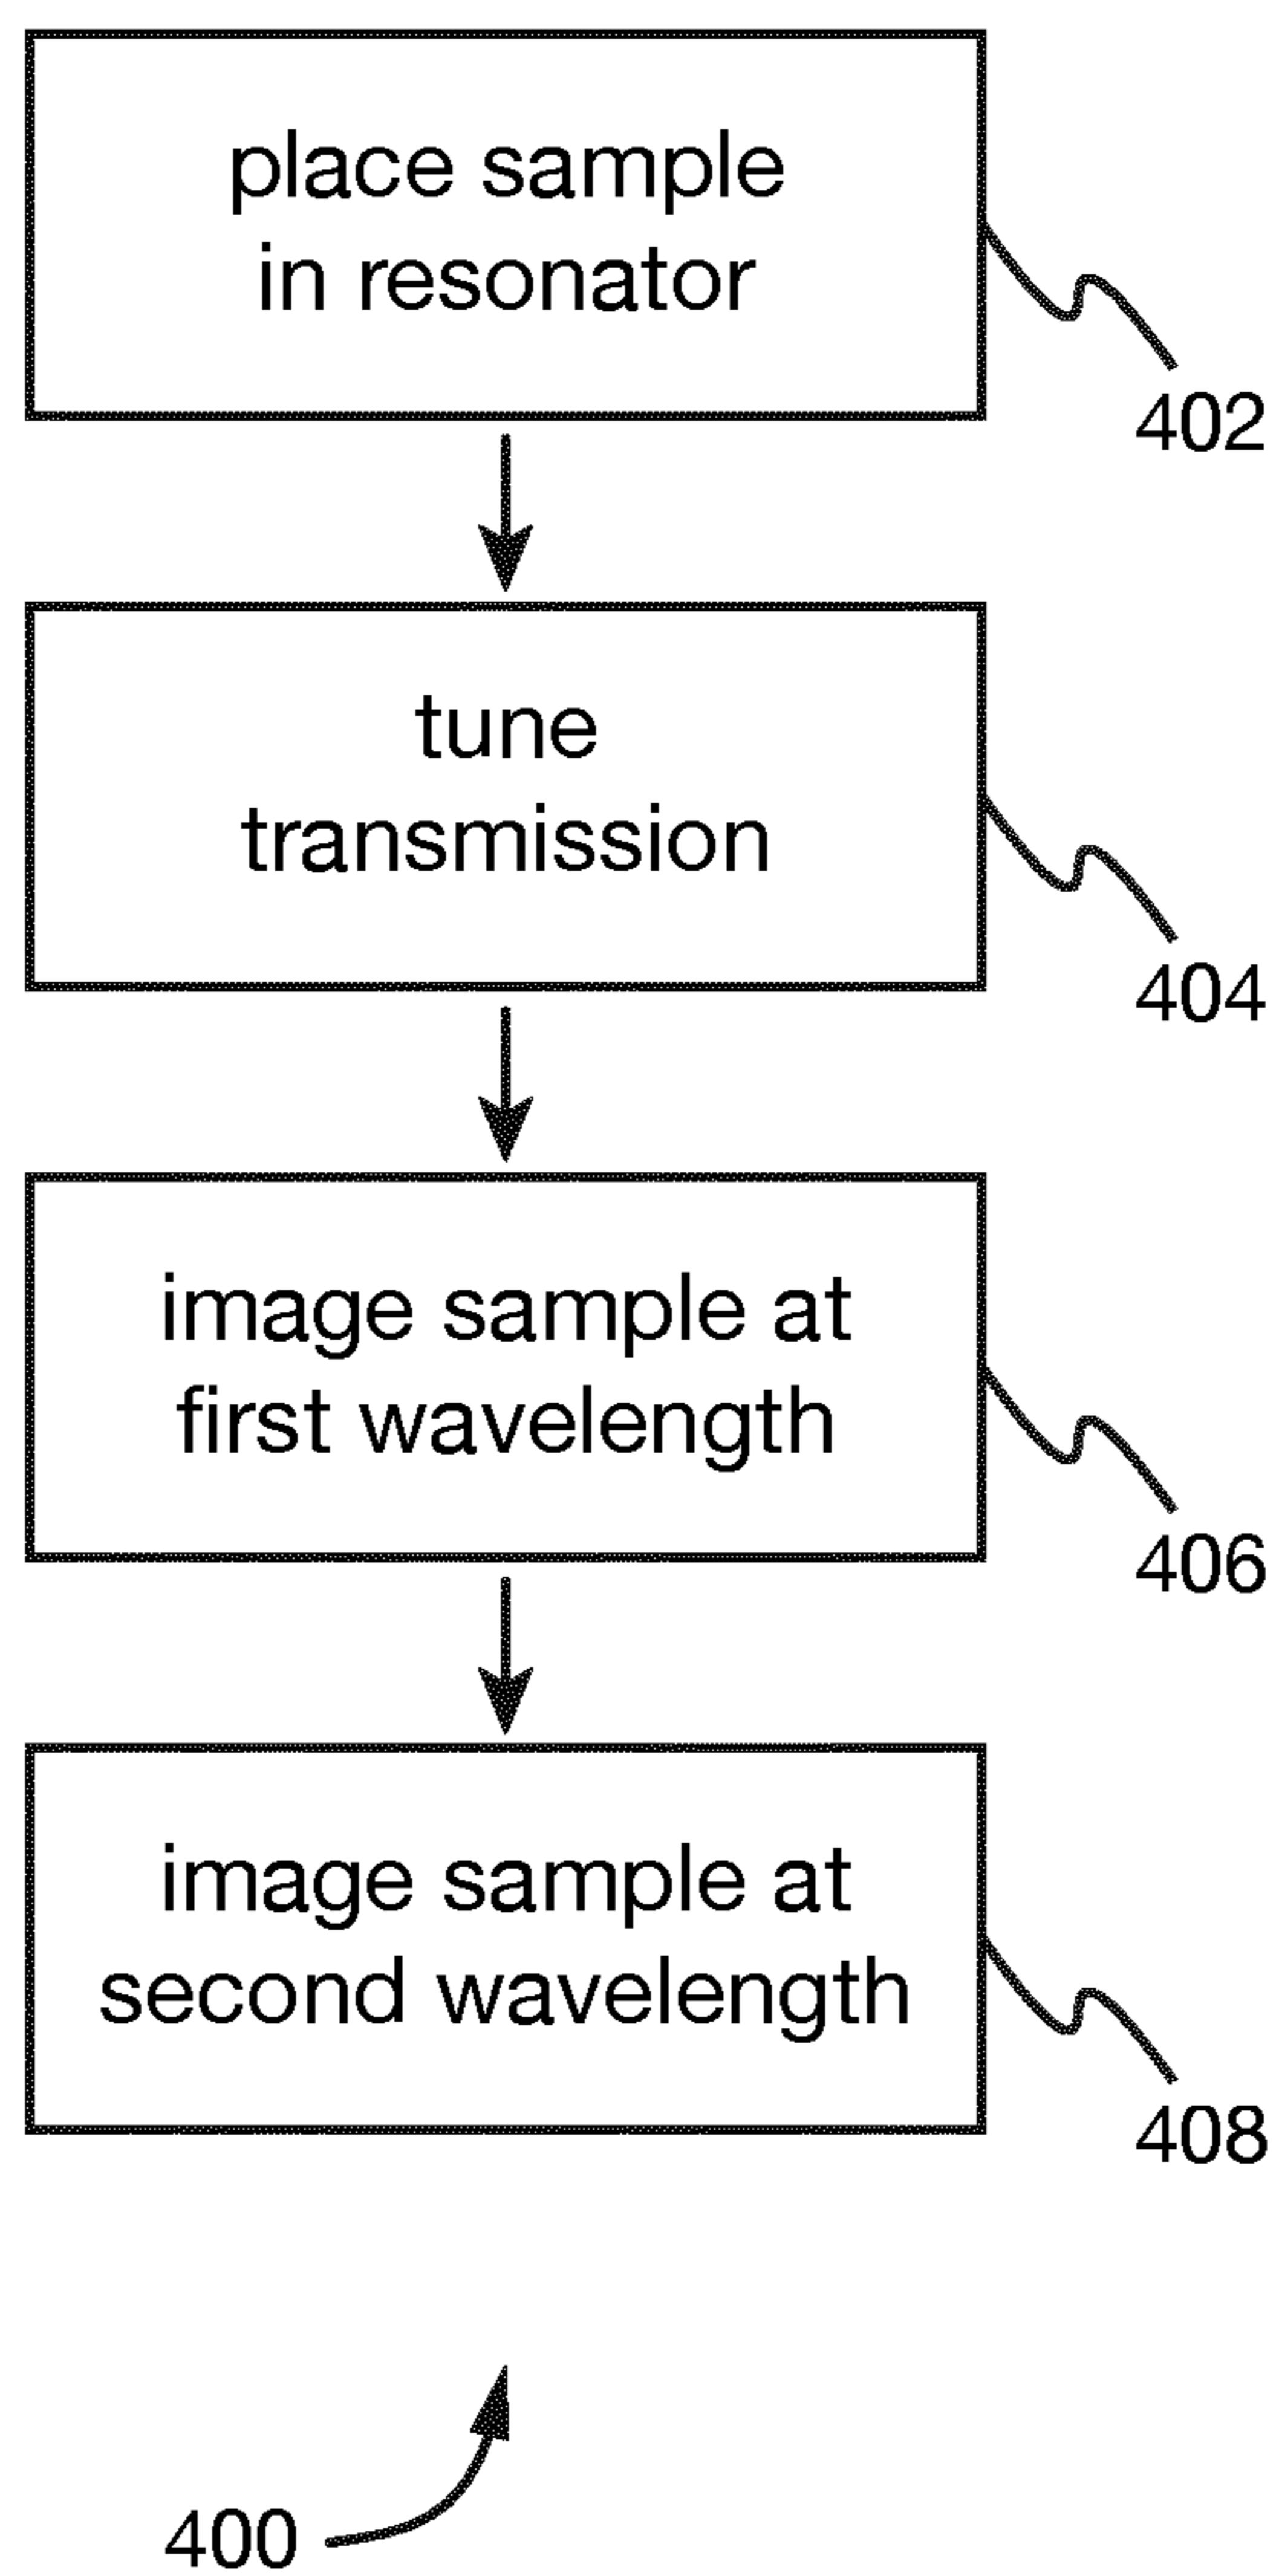 place sample
in resonator
402
tune
transmission
404
image sample at
first wavelength
406
image sample at
second wavelength
408
400